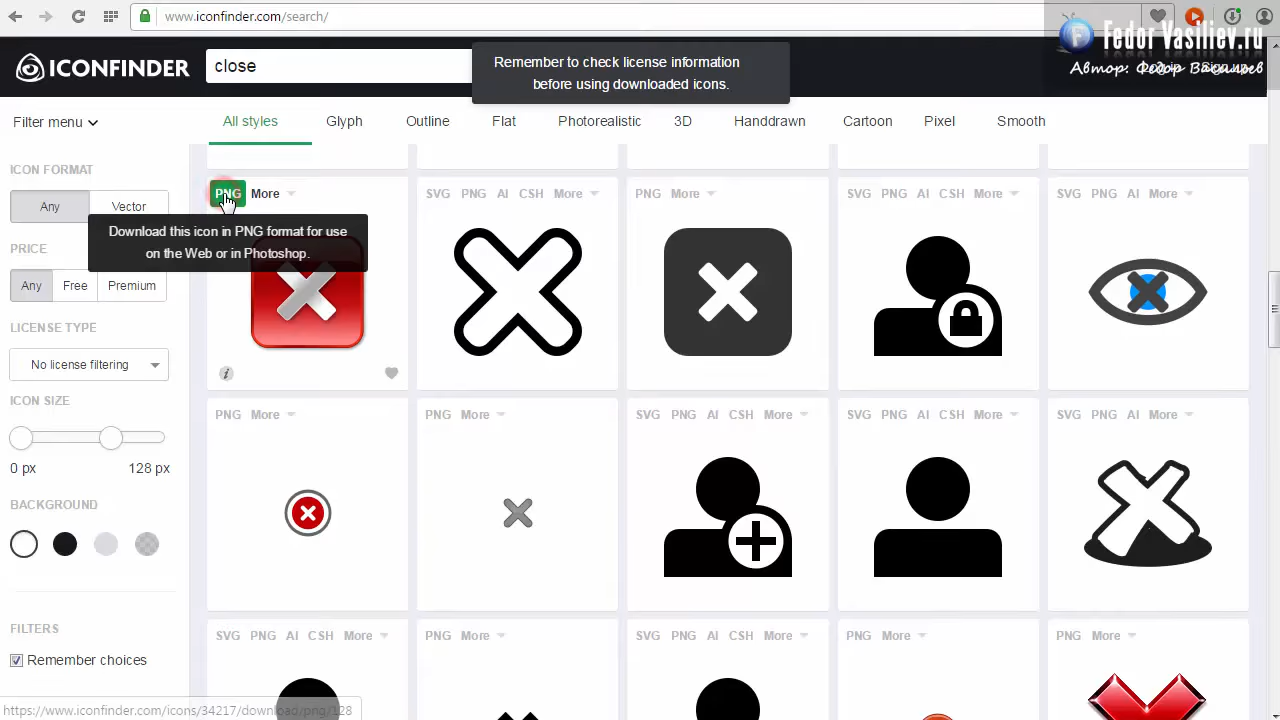 www.iconfinder.com/search/
Fedor Vasiliev.ru
Автор: Федор Васильев
ICONFINDER
close
Remember to check license information
before using downloaded icons.
Filter menu
All styles
Glyph
Outline
Flat
Photorealistic
3D
Handdrawn
Cartoon
Pixel
Smooth
ICON FORMAT
Any
Vector
PRICE
Any
Free
Premium
LICENSE TYPE
No license filtering
ICON SIZE
0 px
128 px
BACKGROUND
FILTERS
Remember choices
PNG More
Download this icon in PNG format for use
on the Web or in Photoshop.
SVG PNG AI CSH More
PNG More
SVG PNG AI CSH More
SVG PNG AI More
PNG More
PNG More
SVG PNG AI CSH More
SVG PNG AI CSH More
SVG PNG AI More
SVG PNG AI CSH More
PNG More
SVG PNG AI CSH More
PNG More
PNG More
https://www.iconfinder.com/icons/34217/download/png/128